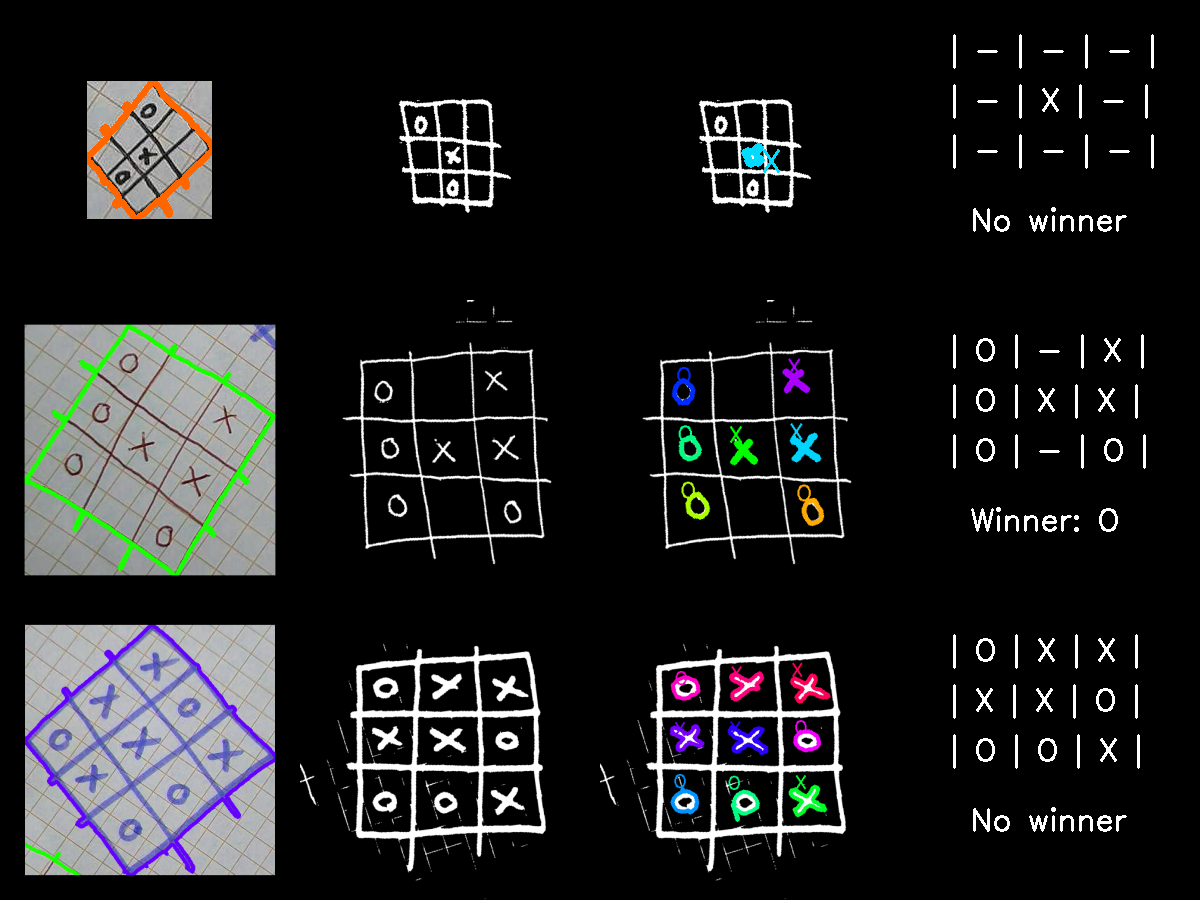 | – | – | – |
| – | X | – |
| – | – | – |
No winner
| O | – | X |
| O | X | X |
| O | – | O |
Winner: O
| O | X | X |
| X | X | O |
| O | O | X |
No winner